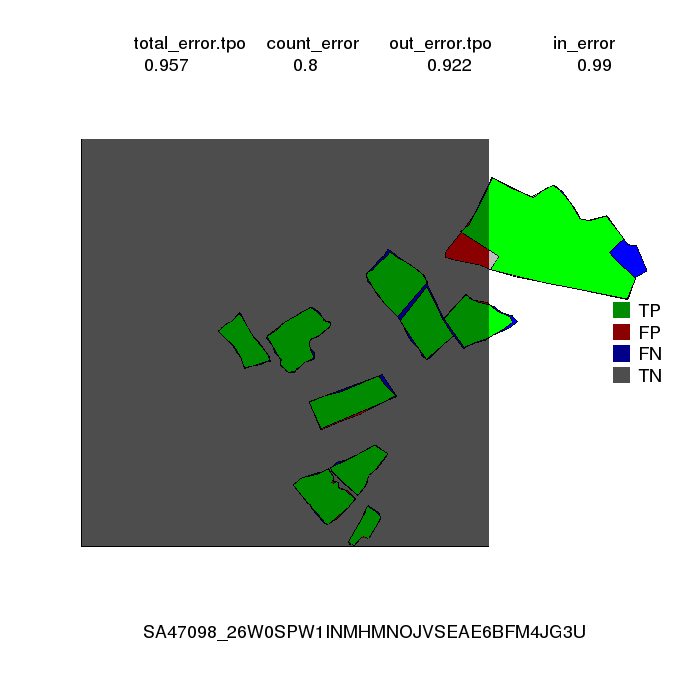 total_error.tpo count_error out_error.tpo in_error
0.957 0.8 0.922 0.99
TP
FP
FN
TN
SA47098_26W0SPW1INMHMNOJVSEAE6BFM4JG3U